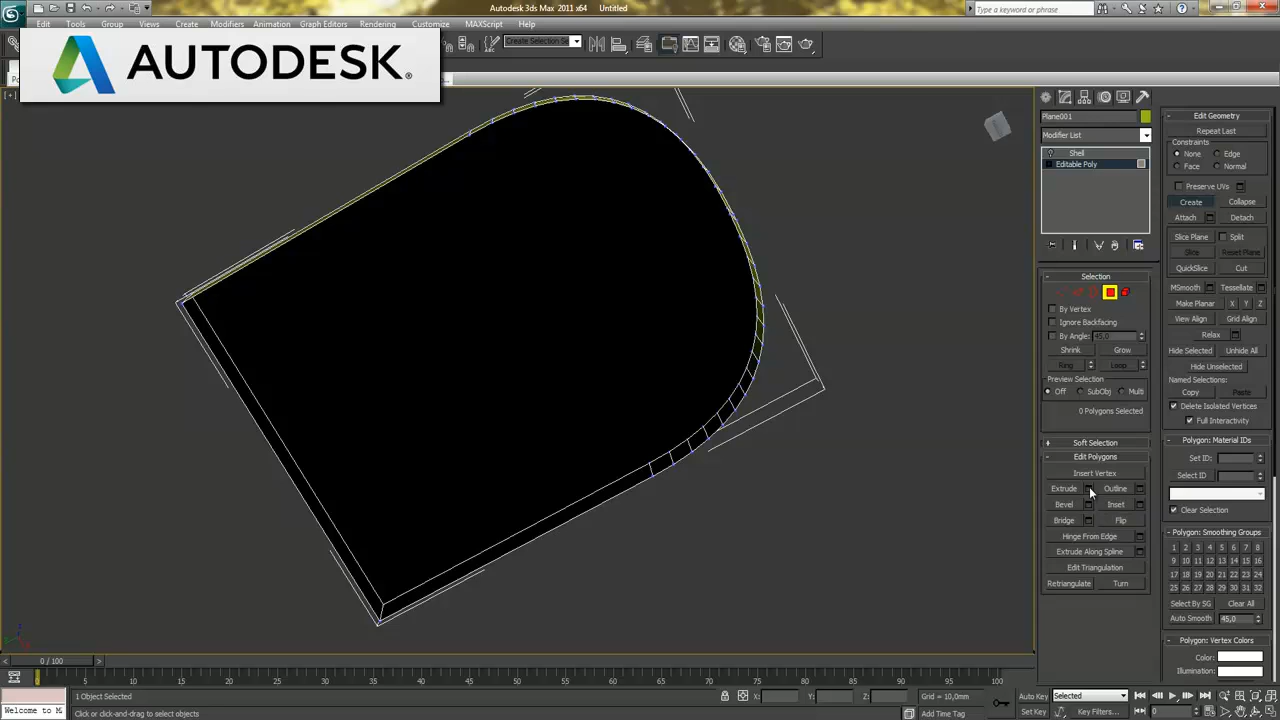 Autodesk 3ds Max 2011 x64 Untitled
Type a keyword or phrase
Edit Tools Group Views Create Modifiers Animation Graph Editors Rendering Customize MAXScript Help
AUTODESK.®
Create Selection Se
[+]
Plane001
Modifier List
Shell
Editable Poly
Selection
By Vertex
Ignore Backfacing
By Angle: 45,0
Shrink Grow
Ring Loop
Preview Selection
Off SubObj Multi
0 Polygons Selected
Soft Selection
Edit Polygons
Insert Vertex
Extrude Outline
Bevel Inset
Bridge Flip
Hinge From Edge
Extrude Along Spline
Edit Triangulation
Retriangulate Turn
Edit Geometry
Repeat Last
Constraints
None Edge
Face Normal
Preserve UVs
Create Collapse
Attach Detach
Slice Plane Split
Slice Reset Plane
QuickSlice Cut
MSmooth Tessellate
Make Planar X Y Z
View Align Grid Align
Relax
Hide Selected Unhide All
Hide Unselected
Named Selections:
Copy Paste
Delete Isolated Vertices
Full Interactivity
Polygon: Material IDs
Set ID:
Select ID
Clear Selection
Polygon: Smoothing Groups
1 2 3 4 5 6 7 8
9 10 11 12 13 14 15 16
17 18 19 20 21 22 23 24
25 26 27 28 29 30 31 32
Select By SG Clear All
Auto Smooth 45,0
Polygon: Vertex Colors
Color:
Illumination:
0 / 100
0 5 10 15 20 25 30 35 40 45 50 55 60 65 70 75 80 85 90 95 100
1 Object Selected
X: Y: Z: Grid = 10,0mm
Auto Key Selected
Welcome to M
Click or click-and-drag to select objects
Add Time Tag
Set Key Key Filters...
0